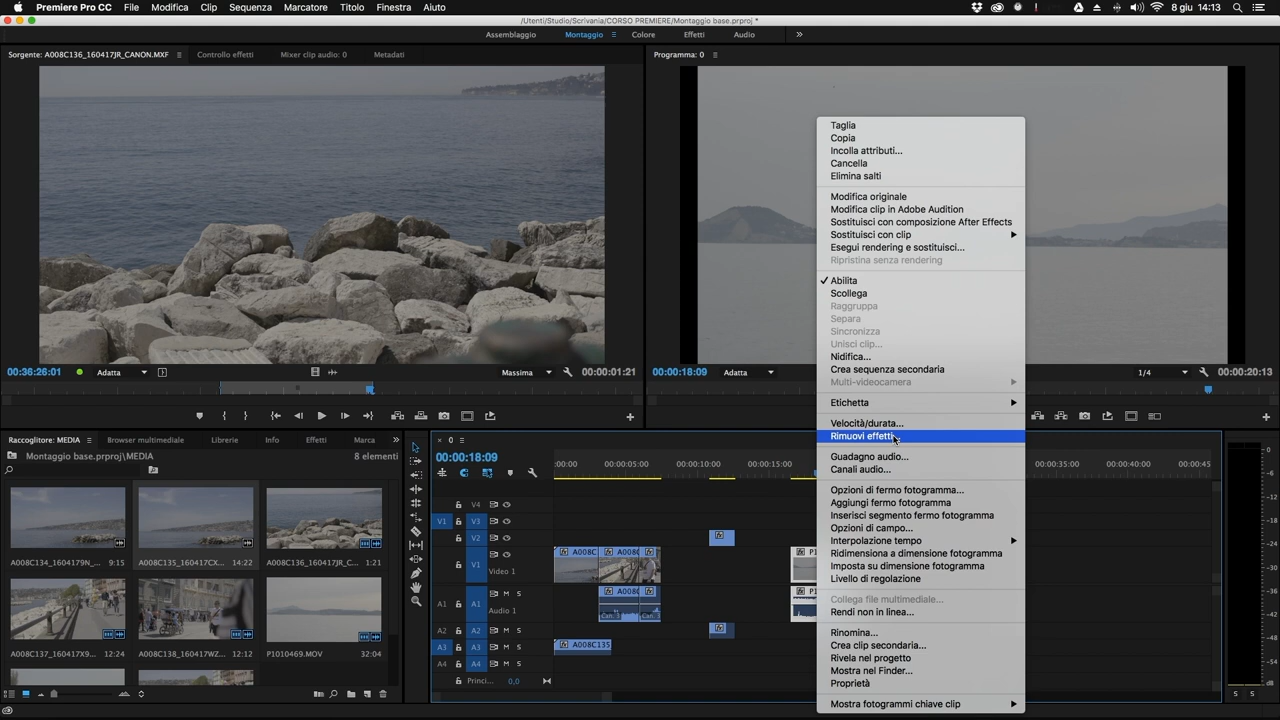 Premiere Pro CC File Modifica Clip Sequenza Marcatore Titolo Finestra Aiuto 8 giu 14:13
/Utenti/Studio/Scrivania/CORSO PREMIERE/Montaggio base.prproj *
Assemblaggio Montaggio Colore Effetti Audio
Sorgente: A008C136_160417JR_CANON.MXF Controllo effetti Mixer clip audio: 0 Metadati
Programma: 0
Taglia
Copia
Incolla attributi...
Cancella
Elimina salti
Modifica originale
Modifica clip in Adobe Audition
Sostituisci con composizione After Effects
Sostituisci con clip
Esegui rendering e sostituisci...
Ripristina senza rendering
Abilita
Scollega
Raggruppa
Separa
Sincronizza
Unisci clip...
Nidifica...
Crea sequenza secondaria
Multi-videocamera
Etichetta
Velocità/durata...
Rimuovi effetti
Guadagno audio...
Canali audio...
Opzioni di fermo fotogramma...
Aggiungi fermo fotogramma
Inserisci segmento fermo fotogramma
Opzioni di campo...
Interpolazione tempo
Ridimensiona a dimensione fotogramma
Imposta su dimensione fotogramma
Livello di regolazione
Collega file multimediale...
Rendi non in linea...
Rinomina...
Crea clip secondaria...
Rivela nel progetto
Mostra nel Finder...
Proprietà
Mostra fotogrammi chiave clip
00:36:26:01 Adatta Massima 00:00:01:21
00:00:18:09 Adatta 1/4 00:00:20:13
Raccoglitore: MEDIA Browser multimediale Librerie Info Effetti Marca
Montaggio base.prproj\MEDIA 8 elementi
A008C134_1604179N_... 9:15 A008C135_160417CX... 14:22 A008C136_160417JR_C... 1:21
A008C137_160417X9... 12:24 A008C138_160417WZ... 12:12 P1010469.MOV 32:04
0
00:00:18:09
:00:00 00:00:05:00 00:00:10:00 00:00:15:00 00:00:35:00 00:00:40:00 00:00:45
V4
V1 V3
V2
V1 Video 1
A008C A008C
A1 A1 M S Audio 1
A008
A2 M S
A3 A3 M S A008C135
A4 A4 M S
Princi... 0,0
0
S S